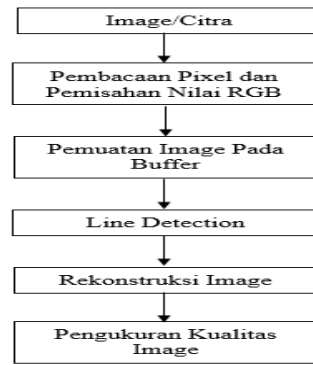 Image/Citra
Pembacaan Pixel dan
Pemisahan Nilai RGB
Pemuatan Image Pada
Buffer
Line Detection
Rekonstruksi Image
Pengukuran Kualitas
Image